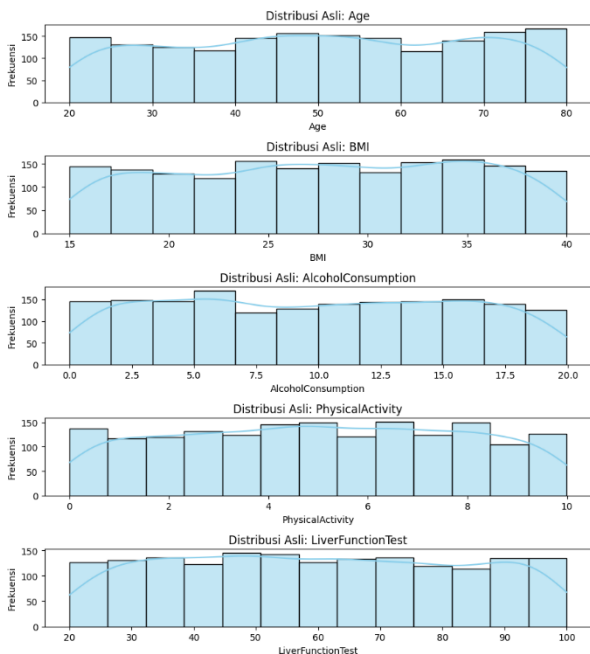 Distribusi Asli: Age
Frekuensi
150
100
50
0
20 30 40 50 60 70 80
Age
Distribusi Asli: BMI
Frekuensi
150
100
50
0
15 20 25 30 35 40
BMI
Distribusi Asli: AlcoholConsumption
Frekuensi
150
100
50
0
0.0 2.5 5.0 7.5 10.0 12.5 15.0 17.5 20.0
AlcoholConsumption
Distribusi Asli: PhysicalActivity
Frekuensi
150
100
50
0
0 2 4 6 8 10
PhysicalActivity
Distribusi Asli: LiverFunctionTest
Frekuensi
150
100
50
0
20 30 40 50 60 70 80 90 100
LiverFunctionTest